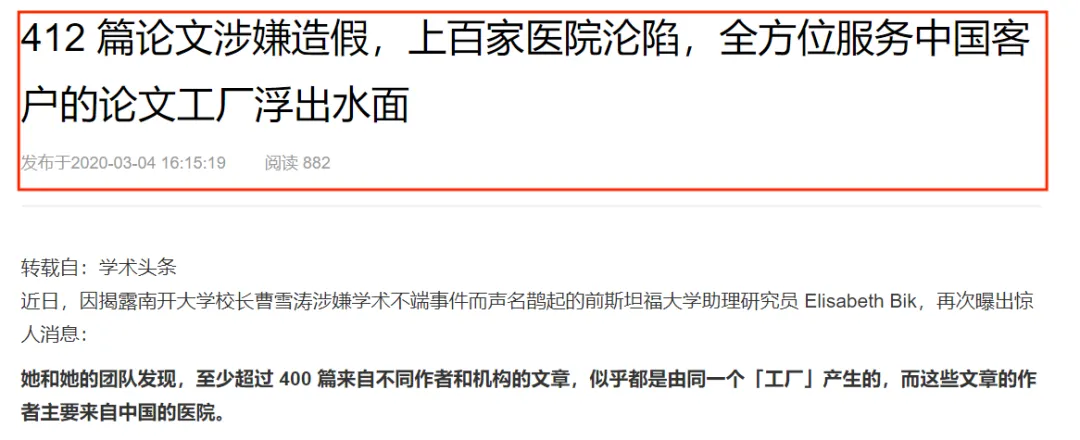 412 篇论文涉嫌造假，上百家医院沦陷，全方位服务中国客
户的论文工厂浮出水面
发布于2020-03-04 16:15:19 阅读 882
转载自：学术头条
近日，因揭露南开大学校长曹雪涛涉嫌学术不端事件而声名鹊起的前斯坦福大学助理研究员 Elisabeth Bik，再次曝出惊
人消息：
她和她的团队发现，至少超过 400 篇来自不同作者和机构的文章，似乎都是由同一个「工厂」产生的，而这些文章的作
者主要来自中国的医院。